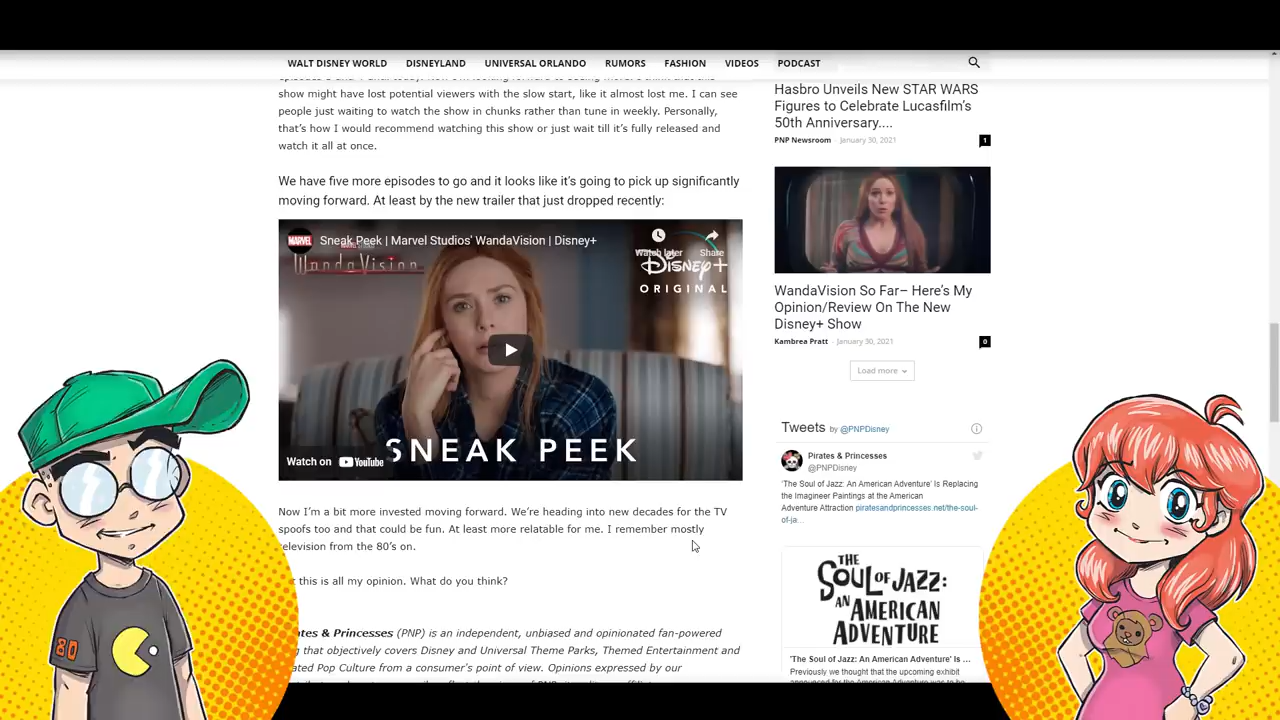 WALT DISNEY WORLD DISNEYLAND UNIVERSAL ORLANDO RUMORS FASHION VIDEOS PODCAST
show might have lost potential viewers with the slow start, like it almost lost me. I can see
people just waiting to watch the show in chunks rather than tune in weekly. Personally,
that's how I would recommend watching this show or just wait till it's fully released and
watch it all at once.
We have five more episodes to go and it looks like it's going to pick up significantly
moving forward. At least by the new trailer that just dropped recently:
MARVEL
Sneak Peek | Marvel Studios' WandaVision | Disney+
Watch later
Share
WandaVision
Disney+
ORIGINAL
SNEAK PEEK
Watch on YouTube
Now I'm a bit more invested moving forward. We're heading into new decades for the TV
spoofs too and that could be fun. At least more relatable for me. I remember mostly
television from the 80's on.
this is all my opinion. What do you think?
& Princesses (PNP) is an independent, unbiased and opinionated fan-powered
that objectively covers Disney and Universal Theme Parks, Themed Entertainment and
Pop Culture from a consumer's point of view. Opinions expressed by our
Hasbro Unveils New STAR WARS
Figures to Celebrate Lucasfilm's
50th Anniversary....
PNP Newsroom - January 30, 2021
1
WandaVision So Far– Here's My
Opinion/Review On The New
Disney+ Show
Kambrea Pratt - January 30, 2021
0
Load more
Tweets by @PNPDisney
Pirates & Princesses
@PNPDisney
'The Soul of Jazz: An American Adventure' Is Replacing
the Imagineer Paintings at the American
Adventure Attraction piratesandprincesses.net/the-soul-
of-ja...
THE
SOUL OF JAZZ:
AN AMERICAN
ADVENTURE
'The Soul of Jazz: An American Adventure' Is ...
Previously we thought that the upcoming exhibit
80